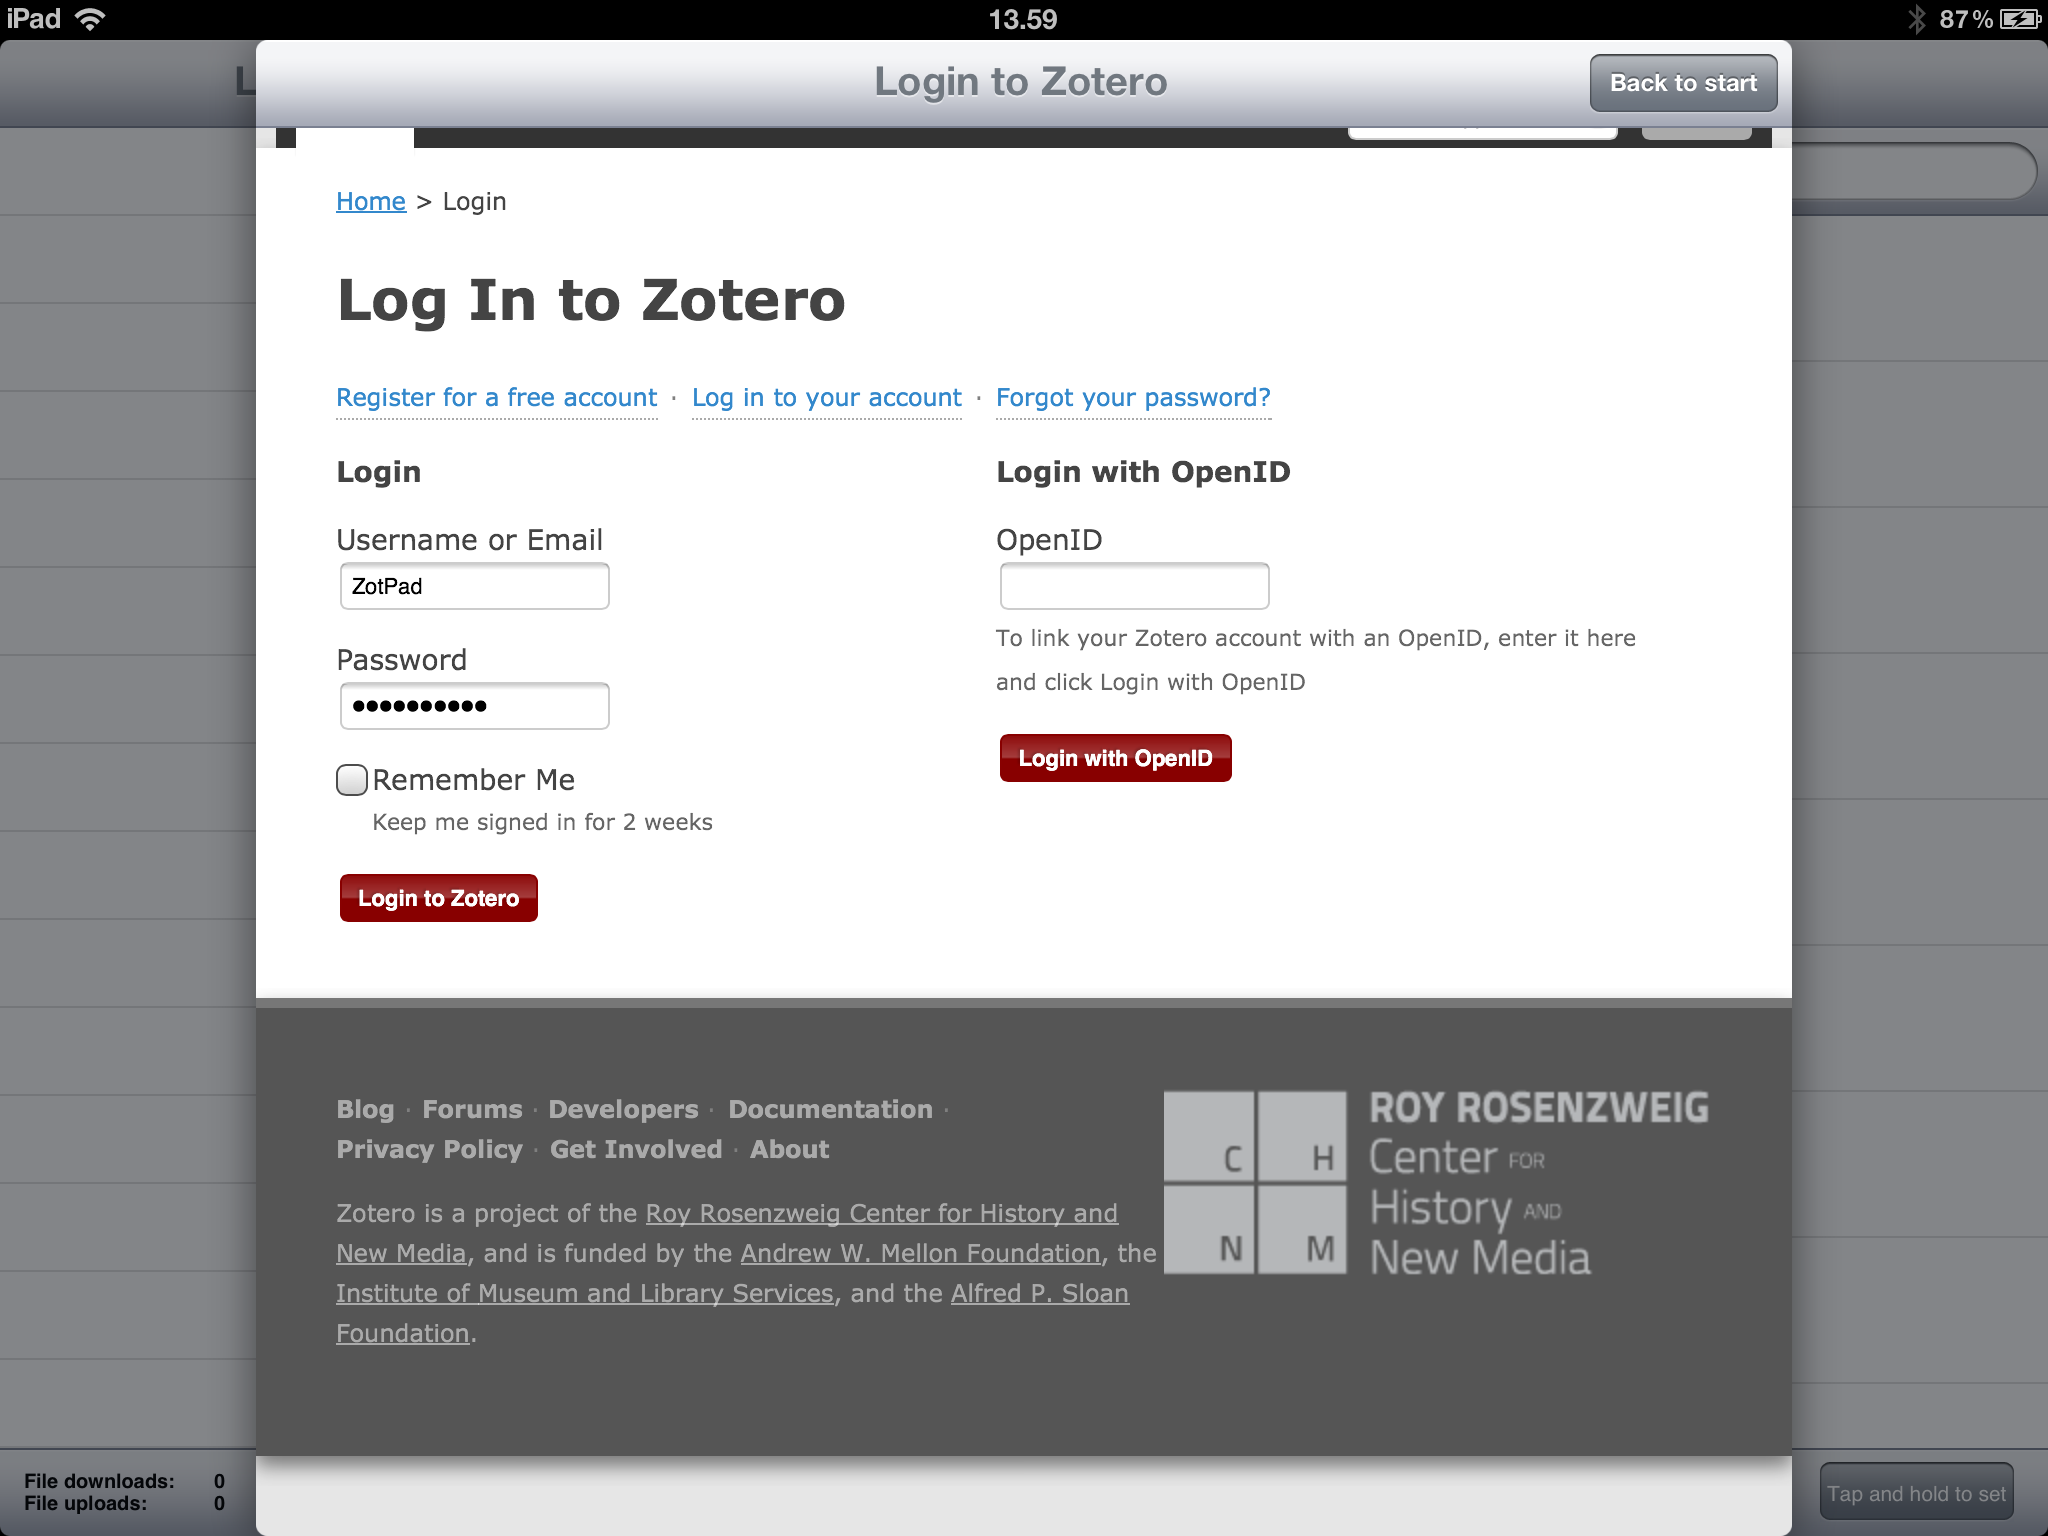 iPad 13.59 87%
L
Login to Zotero
Back to start
Home > Login
Log In to Zotero
Register for a free account · Log in to your account · Forgot your password?
Login
Username or Email
ZotPad
Password
••••••••••
Remember Me
Keep me signed in for 2 weeks
Login to Zotero
Login with OpenID
OpenID
To link your Zotero account with an OpenID, enter it here
and click Login with OpenID
Login with OpenID
Blog · Forums · Developers · Documentation ·
Privacy Policy · Get Involved · About
Zotero is a project of the Roy Rosenzweig Center for History and
New Media, and is funded by the Andrew W. Mellon Foundation, the
Institute of Museum and Library Services, and the Alfred P. Sloan
Foundation.
C H
N M
ROY ROSENZWEIG
Center FOR
History AND
New Media
File downloads: 0
File uploads: 0
Tap and hold to set